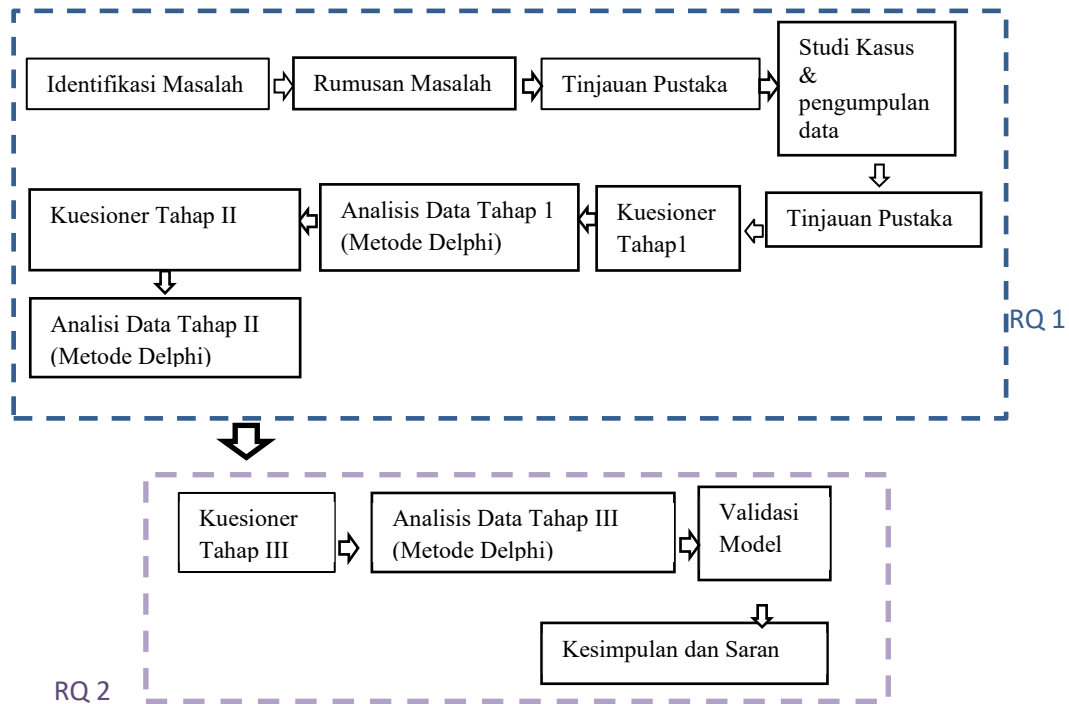 Identifikasi Masalah
Rumusan Masalah
Tinjauan Pustaka
Studi Kasus
&
pengumpulan
data
Tinjauan Pustaka
Kuesioner
Tahap1
Analisis Data Tahap 1
(Metode Delphi)
Kuesioner Tahap II
Analisi Data Tahap II
(Metode Delphi)
RQ 1
Kuesioner
Tahap III
Analisis Data Tahap III
(Metode Delphi)
Validasi
Model
Kesimpulan dan Saran
RQ 2